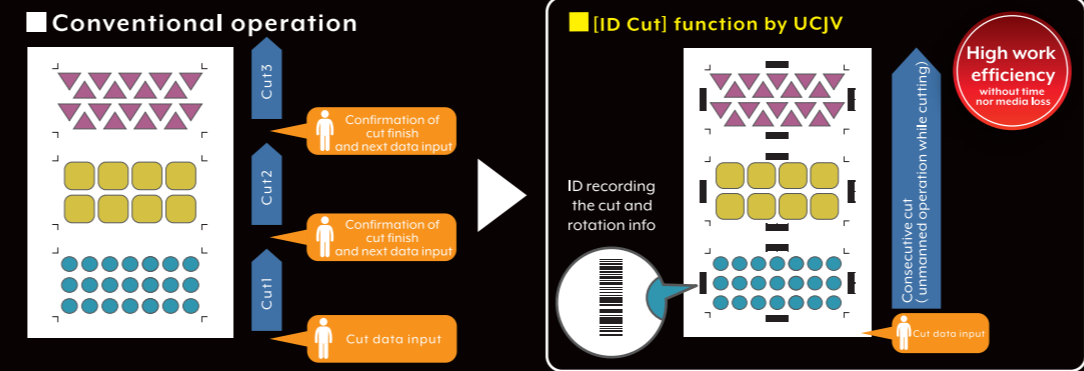 Conventional operation
Cut3
Confirmation of
cut finish
and next data input
Cut2
Confirmation of
cut finish
and next data input
Cut1
Cut data input
[ID Cut] function by UCJV
High work
efficiency
without time
nor media loss
ID recording
the cut and
rotation info
Consecutive cut
(unmanned operation while cutting)
Cut data input